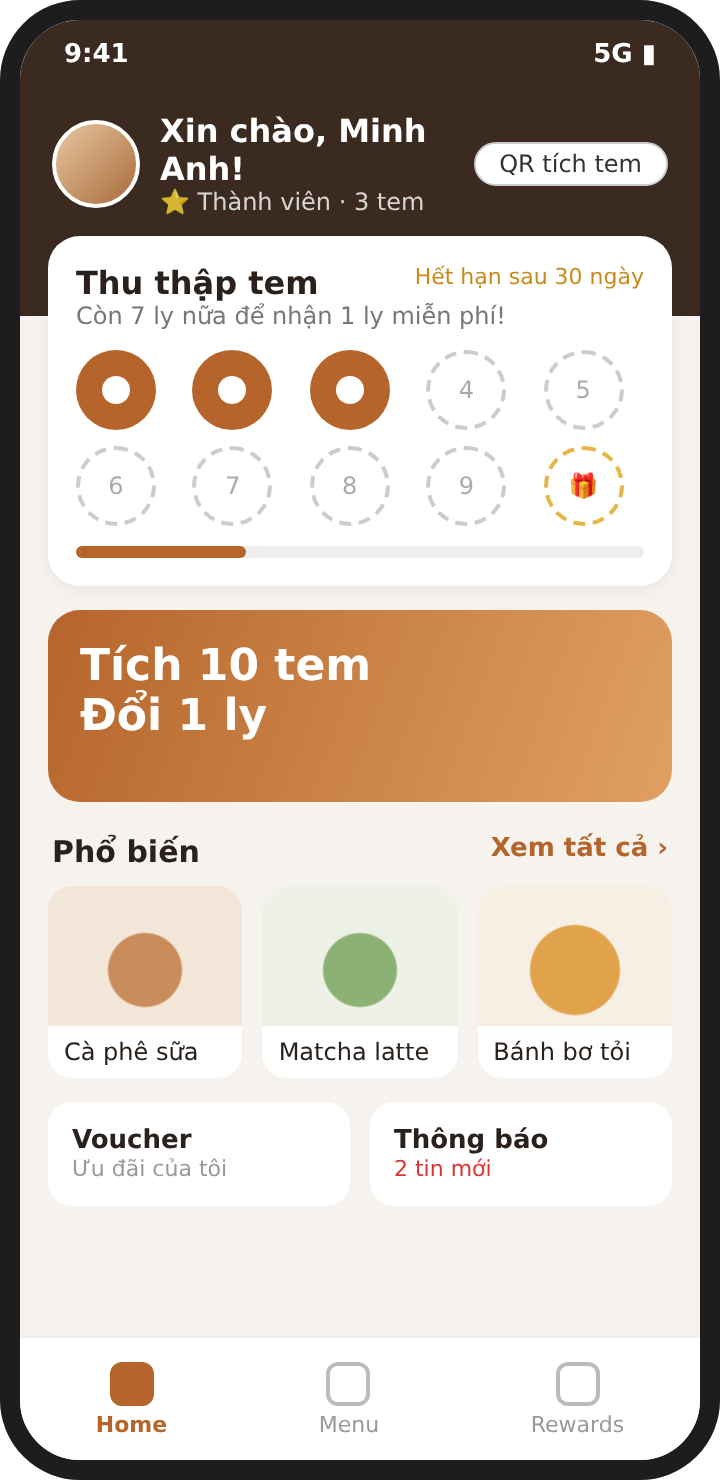 9:41
5G
Xin chào, Minh
Anh!
⭐ Thành viên · 3 tem
QR tích tem
Thu thập tem
Hết hạn sau 30 ngày
Còn 7 ly nữa để nhận 1 ly miễn phí!
4
5
6
7
8
9
🎁
Tích 10 tem
Đổi 1 ly
Phổ biến
Xem tất cả ›
Cà phê sữa
Matcha latte
Bánh bơ tỏi
Voucher
Ưu đãi của tôi
Thông báo
2 tin mới
Home
Menu
Rewards